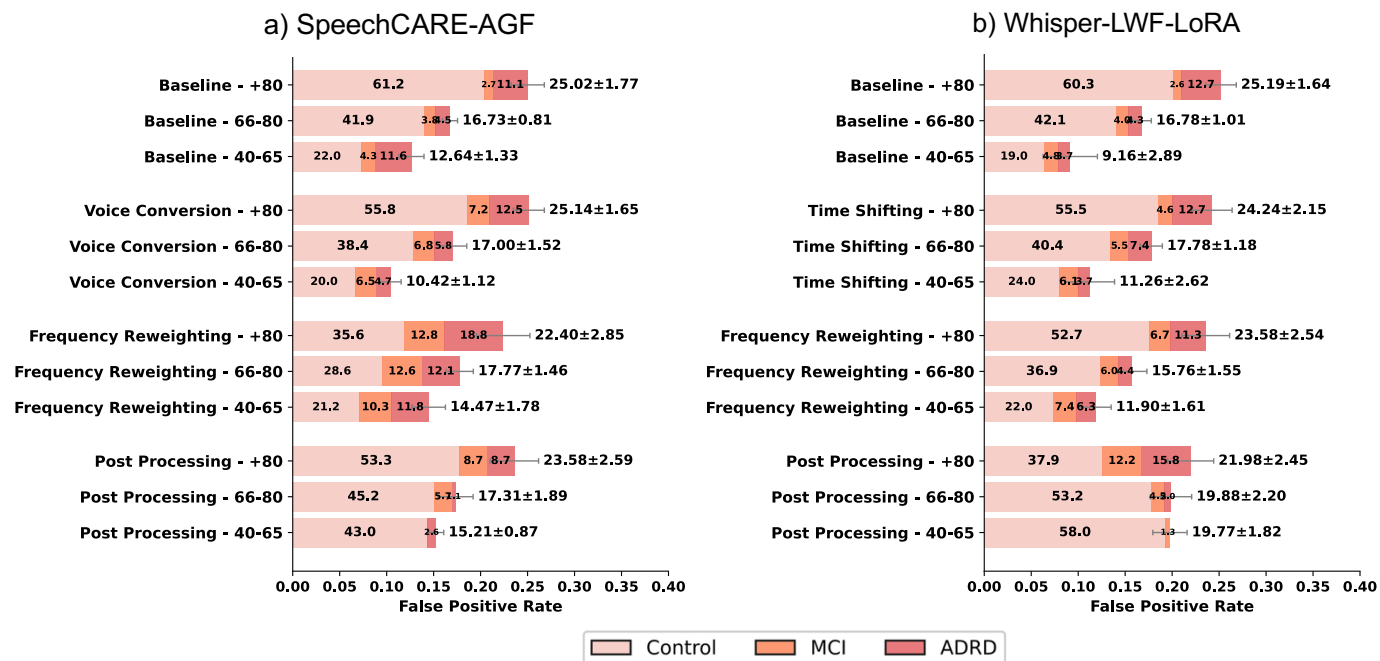 a) SpeechCARE-AGF
Baseline - +80 61.2 2.7 11.1 25.02±1.77
Baseline - 66-80 41.9 3.8 4.5 16.73±0.81
Baseline - 40-65 22.0 4.3 11.6 12.64±1.33
Voice Conversion - +80 55.8 7.2 12.5 25.14±1.65
Voice Conversion - 66-80 38.4 6.8 5.8 17.00±1.52
Voice Conversion - 40-65 20.0 6.5 4.7 10.42±1.12
Frequency Reweighting - +80 35.6 12.8 18.8 22.40±2.85
Frequency Reweighting - 66-80 28.6 12.6 12.1 17.77±1.46
Frequency Reweighting - 40-65 21.2 10.3 11.8 14.47±1.78
Post Processing - +80 53.3 8.7 8.7 23.58±2.59
Post Processing - 66-80 45.2 17.31±1.89
Post Processing - 40-65 43.0 2.6 15.21±0.87
0.00 0.05 0.10 0.15 0.20 0.25 0.30 0.35 0.40
False Positive Rate
b) Whisper-LWF-LoRA
Baseline - +80 60.3 2.6 12.7 25.19±1.64
Baseline - 66-80 42.1 4.0 4.3 16.78±1.01
Baseline - 40-65 19.0 4.8 3.7 9.16±2.89
Time Shifting - +80 55.5 4.6 12.7 24.24±2.15
Time Shifting - 66-80 40.4 5.5 7.4 17.78±1.18
Time Shifting - 40-65 24.0 6.1 3.7 11.26±2.62
Frequency Reweighting - +80 52.7 6.7 11.3 23.58±2.54
Frequency Reweighting - 66-80 36.9 6.0 4.4 15.76±1.55
Frequency Reweighting - 40-65 22.0 7.4 6.3 11.90±1.61
Post Processing - +80 37.9 12.2 15.8 21.98±2.45
Post Processing - 66-80 53.2 19.88±2.20
Post Processing - 40-65 58.0 1.3 19.77±1.82
0.00 0.05 0.10 0.15 0.20 0.25 0.30 0.35 0.40
False Positive Rate
Control MCI ADRD